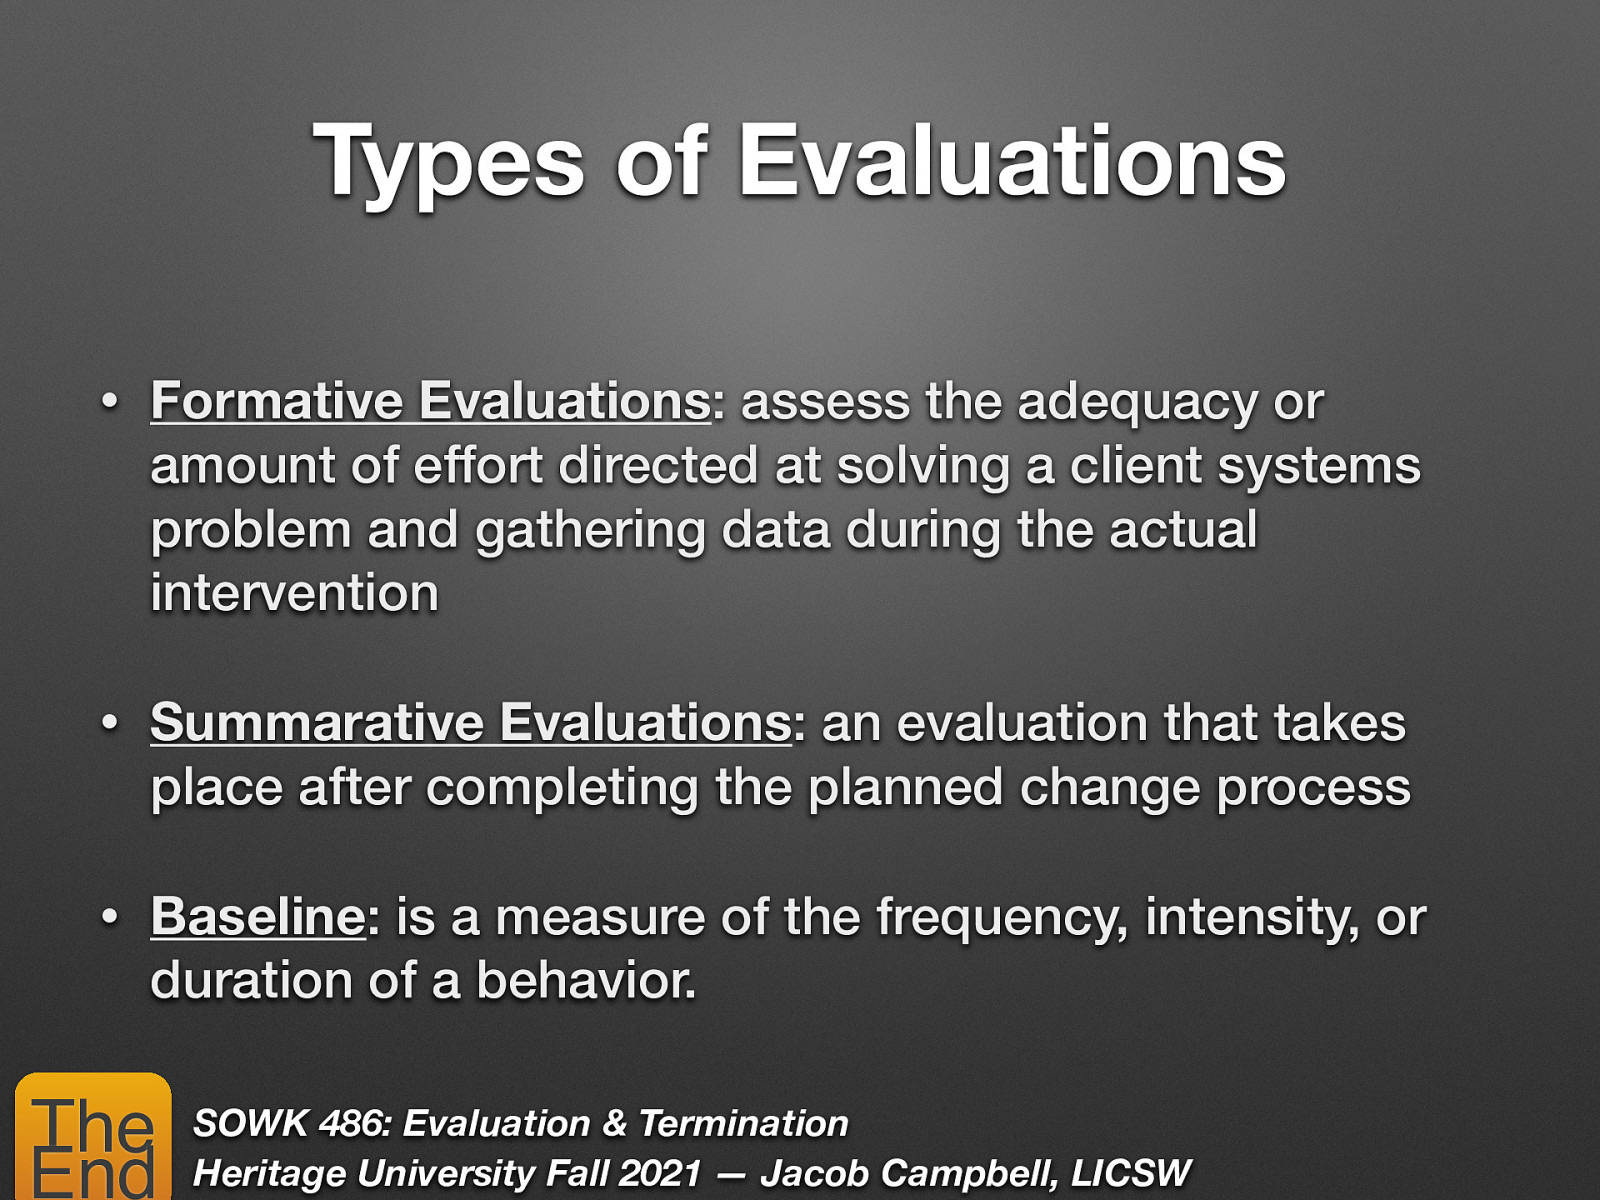 Types of Evaluations
• Formative Evaluations: assess the adequacy or
amount of effort directed at solving a client systems
problem and gathering data during the actual
intervention
• Summarative Evaluations: an evaluation that takes
place after completing the planned change process
• Baseline: is a measure of the frequency, intensity, or
duration of a behavior.
The
End
SOWK 486: Evaluation & Termination
Heritage University Fall 2021 — Jacob Campbell, LICSW